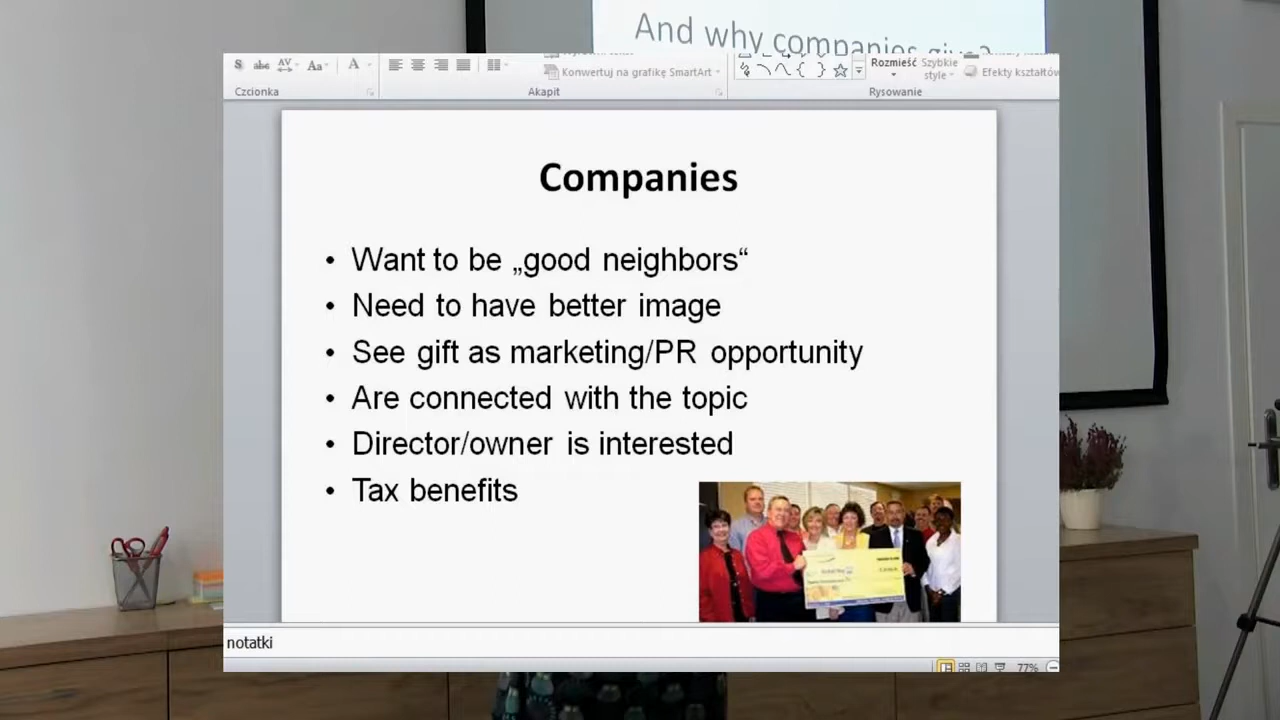 And why companies give?
Konwertuj na grafikę SmartArt
Rozmieść
Szybkie
style
Efekty kształtów
Czcionka
Akapit
Rysowanie
Companies
• Want to be „good neighbors“
• Need to have better image
• See gift as marketing/PR opportunity
• Are connected with the topic
• Director/owner is interested
• Tax benefits
notatki
77%